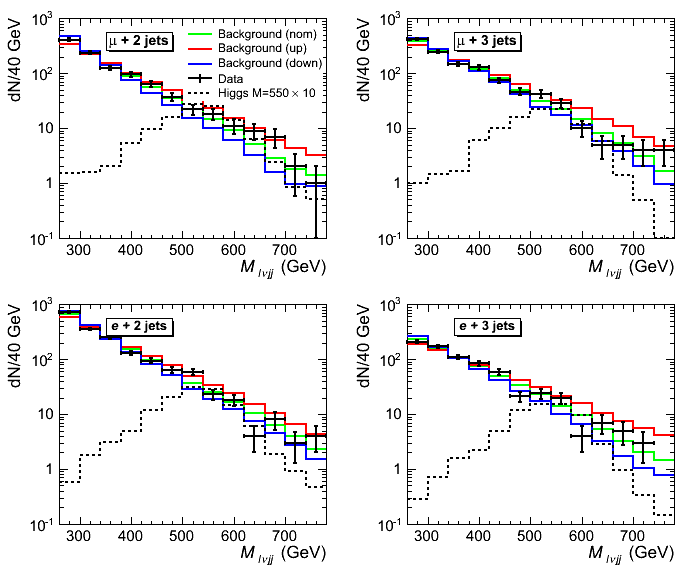 dN/40 GeV
10³
10²
10
1
10⁻¹
μ + 2 jets
Background (nom)
Background (up)
Background (down)
Data
Higgs M=550 × 10
300 400 500 600 700
M lνjj (GeV)
dN/40 GeV
10³
10²
10
1
10⁻¹
μ + 3 jets
300 400 500 600 700
M lνjj (GeV)
dN/40 GeV
10³
10²
10
1
10⁻¹
e + 2 jets
300 400 500 600 700
M lνjj (GeV)
dN/40 GeV
10³
10²
10
1
10⁻¹
e + 3 jets
300 400 500 600 700
M lνjj (GeV)